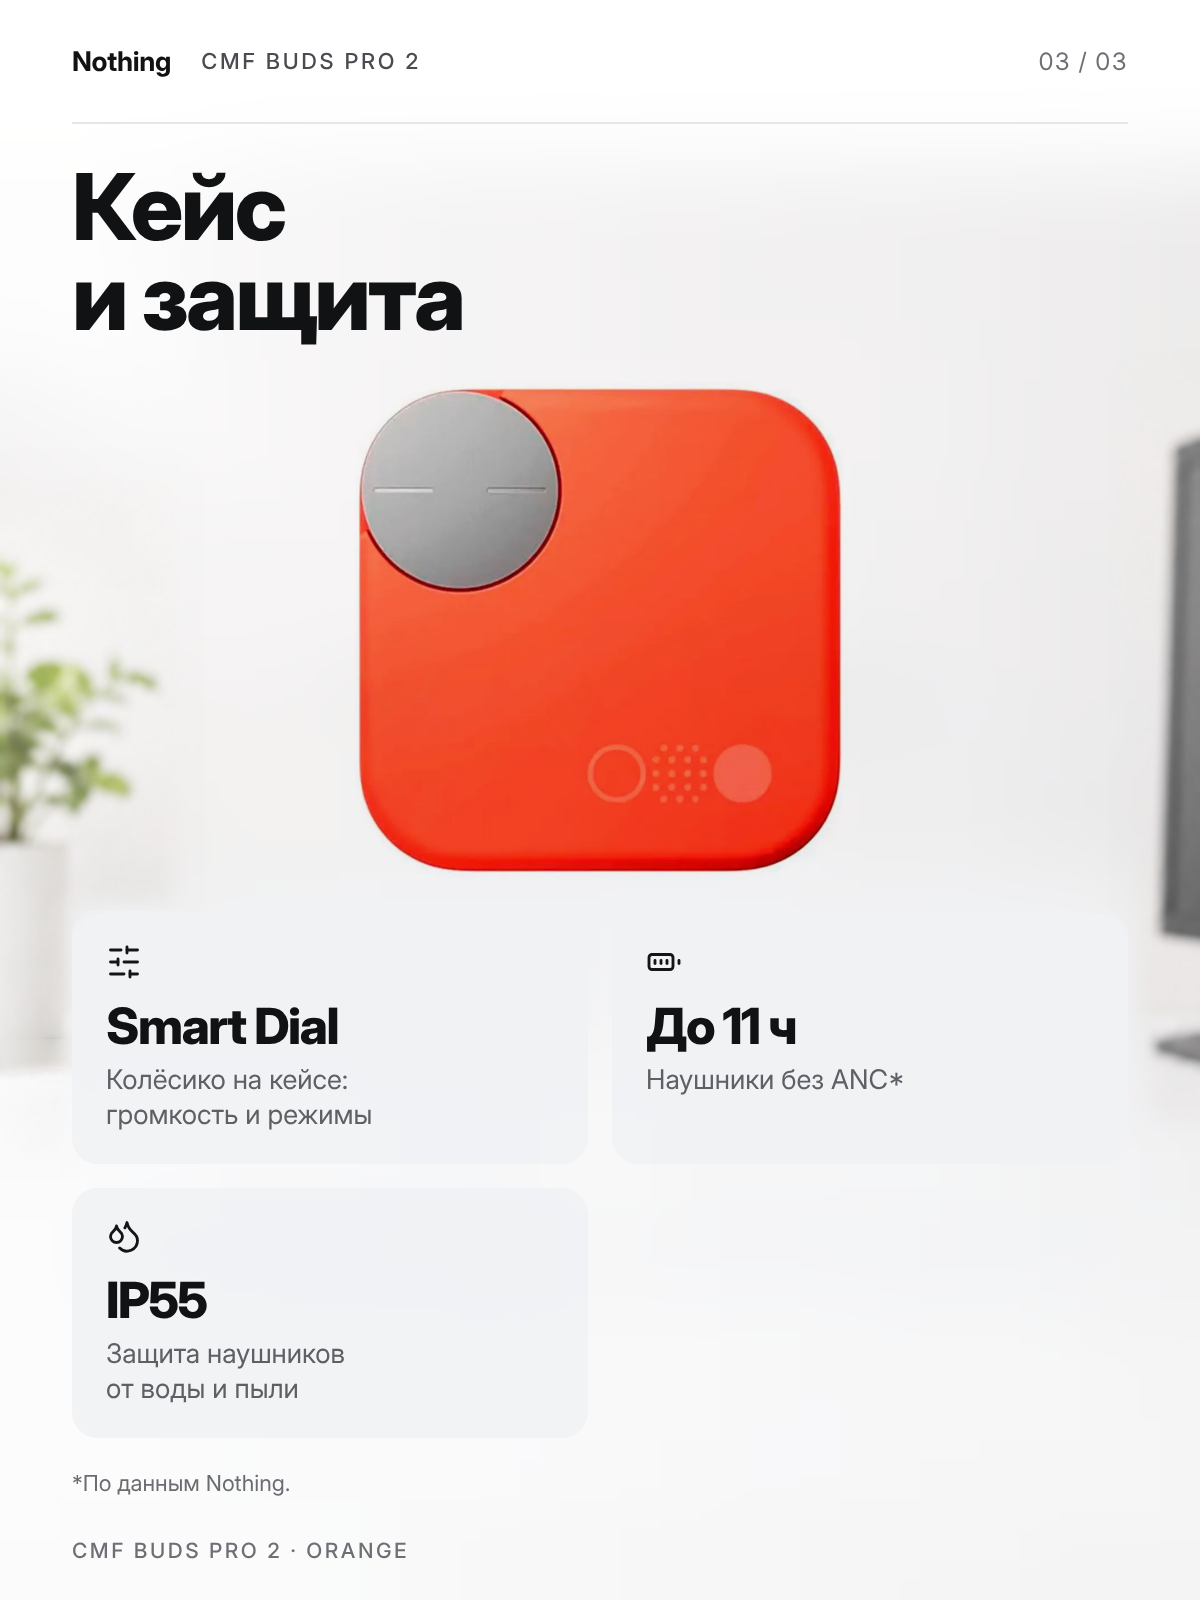 Nothing CMF BUDS PRO 2 03 / 03
Кейс
и защита
Smart Dial
Колёсико на кейсе:
громкость и режимы
До 11 ч
Наушники без ANC*
IP55
Защита наушников
от воды и пыли
*По данным Nothing.
CMF BUDS PRO 2 · ORANGE